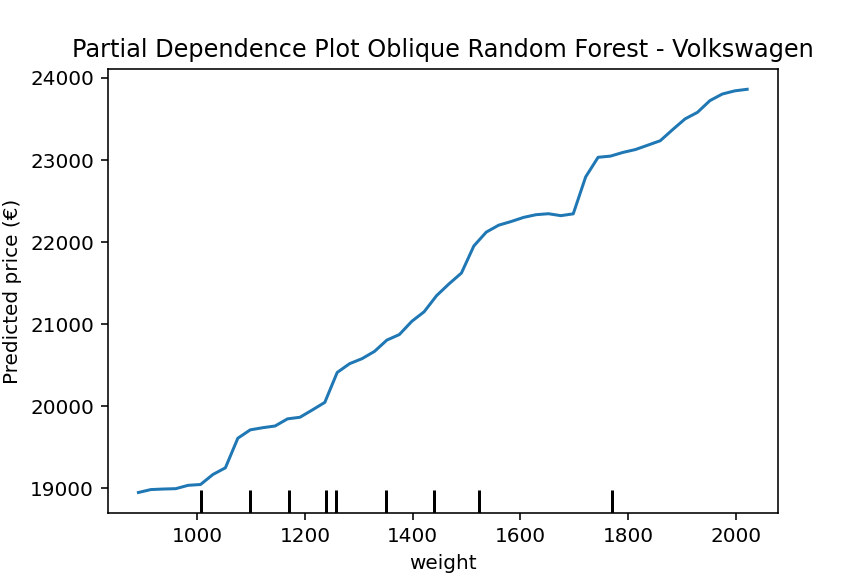 Partial Dependence Plot Oblique Random Forest - Volkswagen
24000
23000
22000
21000
20000
19000
Predicted price (€)
1000 1200 1400 1600 1800 2000
weight